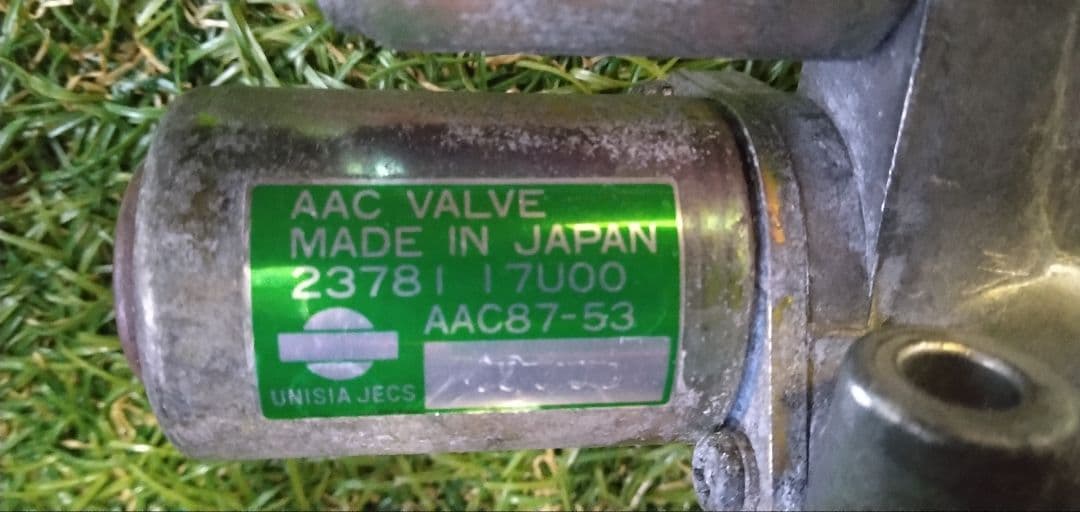 AAC VALVE
MADE IN JAPAN
23781 17U00
AAC87-53
UNISIA JECS